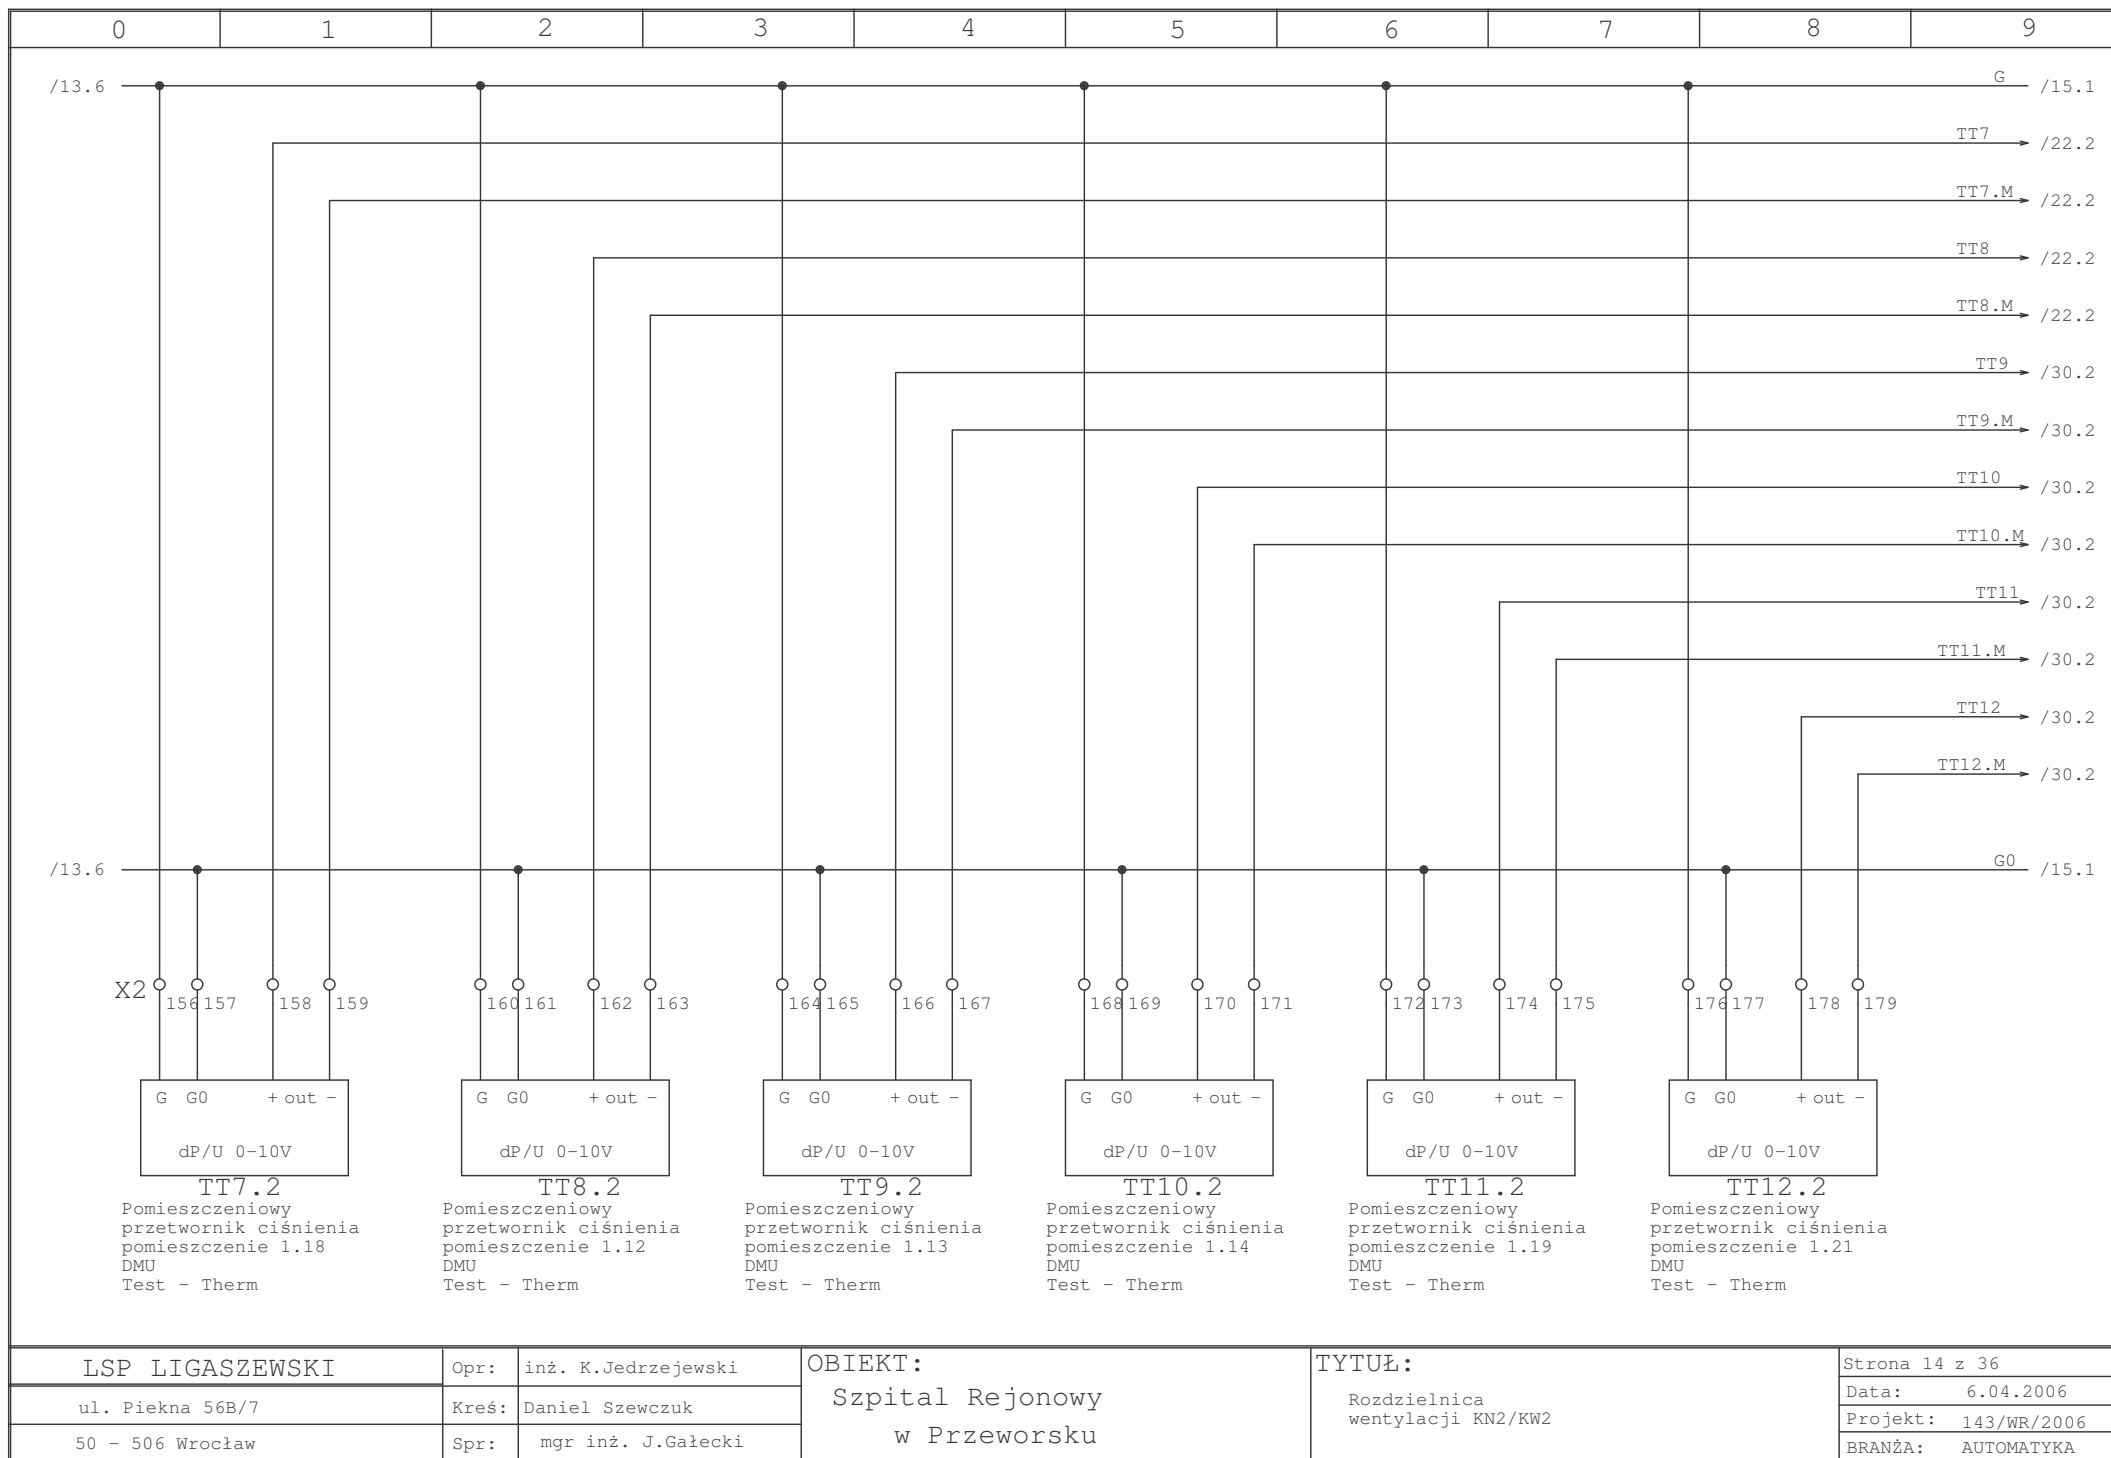 0 1 2 3 4 5 6 7 8 9
/13.6 G /15.1
TT7 /22.2
TT7.M /22.2
TT8 /22.2
TT8.M /22.2
TT9 /30.2
TT9.M /30.2
TT10 /30.2
TT10.M /30.2
TT11 /30.2
TT11.M /30.2
TT12 /30.2
TT12.M /30.2
/13.6 G0 /15.1
X2 156 157 158 159 160 161 162 163 164 165 166 167 168 169 170 171 172 173 174 175 176 177 178 179
G G0 + out - G G0 + out - G G0 + out - G G0 + out - G G0 + out - G G0 + out -
dP/U 0-10V dP/U 0-10V dP/U 0-10V dP/U 0-10V dP/U 0-10V dP/U 0-10V
TT7.2
Pomieszczeniowy
przetwornik ciśnienia
pomieszczenie 1.18
DMU
Test - Therm
TT8.2
Pomieszczeniowy
przetwornik ciśnienia
pomieszczenie 1.12
DMU
Test - Therm
TT9.2
Pomieszczeniowy
przetwornik ciśnienia
pomieszczenie 1.13
DMU
Test - Therm
TT10.2
Pomieszczeniowy
przetwornik ciśnienia
pomieszczenie 1.14
DMU
Test - Therm
TT11.2
Pomieszczeniowy
przetwornik ciśnienia
pomieszczenie 1.19
DMU
Test - Therm
TT12.2
Pomieszczeniowy
przetwornik ciśnienia
pomieszczenie 1.21
DMU
Test - Therm
LSP LIGASZEWSKI
ul. Piekna 56B/7
50 - 506 Wrocław
Opr: inż. K.Jedrzejewski
Kreś: Daniel Szewczuk
Spr: mgr inż. J.Gałecki
OBIEKT:
Szpital Rejonowy
w Przeworsku
TYTUŁ:
Rozdzielnica
wentylacji KN2/KW2
Strona 14 z 36
Data: 6.04.2006
Projekt: 143/WR/2006
BRANŻA: AUTOMATYKA